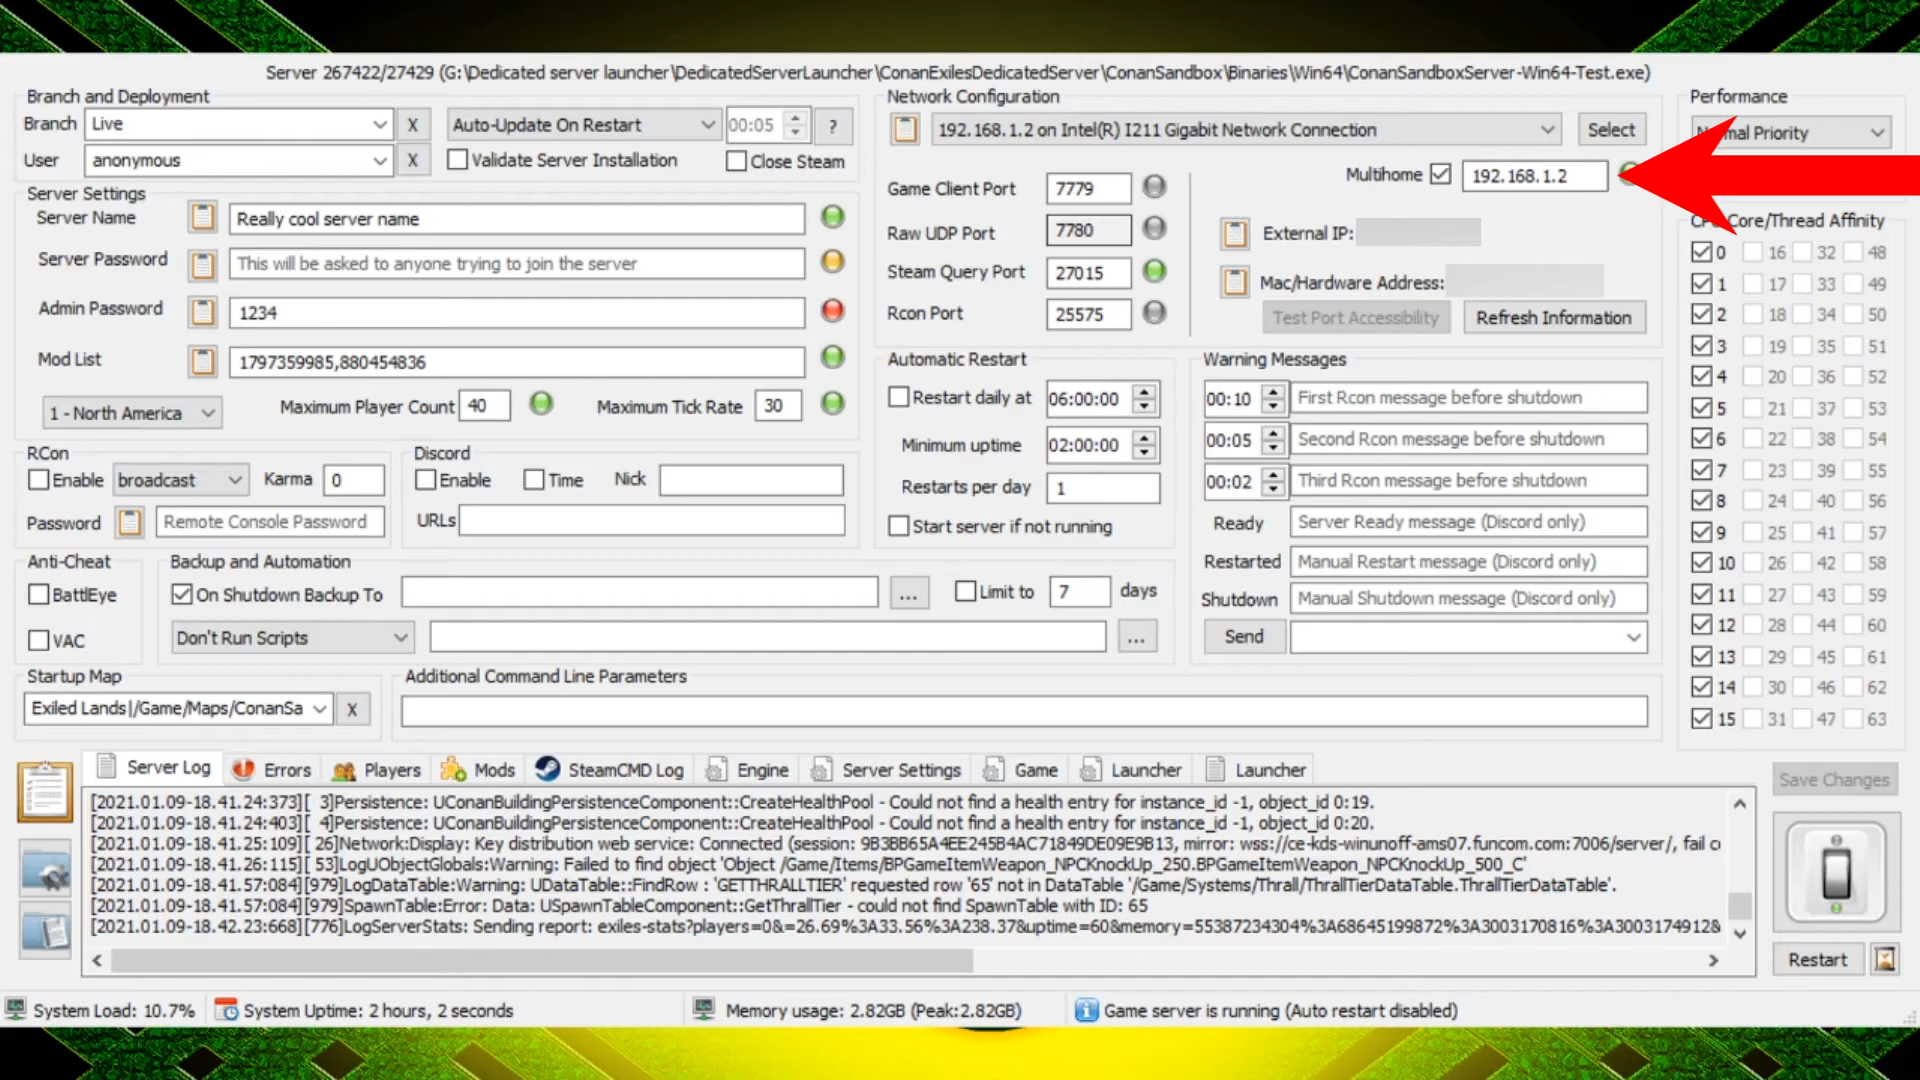 Server 267422/27429 (G:\Dedicated server launcher\DedicatedServerLauncher\ConanExilesDedicatedServer\ConanSandbox\Binaries\Win64\ConanSandboxServer-Win64-Test.exe)
Branch and Deployment
Branch Live X Auto-Update On Restart 00:05 ?
User anonymous X Validate Server Installation Close Steam
Server Settings
Server Name Really cool server name
Server Password This will be asked to anyone trying to join the server
Admin Password 1234
Mod List 1797359985,880454836
1 - North America Maximum Player Count 40 Maximum Tick Rate 30
RCon
Enable broadcast Karma 0
Password Remote Console Password
Discord
Enable Time Nick
URLs
Anti-Cheat
BattlEye
VAC
Backup and Automation
On Shutdown Backup To ... Limit to 7 days
Don't Run Scripts ...
Startup Map
Exiled Lands|/Game/Maps/ConanSa X
Additional Command Line Parameters
Network Configuration
192.168.1.2 on Intel(R) I211 Gigabit Network Connection Select
Multihome 192.168.1.2
Game Client Port 7779
Raw UDP Port 7780
Steam Query Port 27015
Rcon Port 25575
External IP:
Mac/Hardware Address:
Test Port Accessibility Refresh Information
Automatic Restart
Restart daily at 06:00:00
Minimum uptime 02:00:00
Restarts per day 1
Start server if not running
Warning Messages
00:10 First Rcon message before shutdown
00:05 Second Rcon message before shutdown
00:02 Third Rcon message before shutdown
Ready Server Ready message (Discord only)
Restarted Manual Restart message (Discord only)
Shutdown Manual Shutdown message (Discord only)
Send
Performance
mal Priority
Core/Thread Affinity
0 16 32 48
1 17 33 49
2 18 34 50
3 19 35 51
4 20 36 52
5 21 37 53
6 22 38 54
7 23 39 55
8 24 40 56
9 25 41 57
10 26 42 58
11 27 43 59
12 28 44 60
13 29 45 61
14 30 46 62
15 31 47 63
Server Log Errors Players Mods SteamCMD Log Engine Server Settings Game Launcher Launcher
[2021.01.09-18.41.24:373][ 3]Persistence: UConanBuildingPersistenceComponent::CreateHealthPool - Could not find a health entry for instance_id -1, object_id 0:19.
[2021.01.09-18.41.24:403][ 4]Persistence: UConanBuildingPersistenceComponent::CreateHealthPool - Could not find a health entry for instance_id -1, object_id 0:20.
[2021.01.09-18.41.25:109][ 26]Network:Display: Key distribution web service: Connected (session: 9B3BB65A4EE245B4AC71849DE09E9B13, mirror: wss://ce-kds-winunoff-ams07.funcom.com:7006/server/, fail co
[2021.01.09-18.41.26:115][ 53]LogUObjectGlobals:Warning: Failed to find object 'Object /Game/Items/BPGameItemWeapon_NPCKnockUp_250.BPGameItemWeapon_NPCKnockUp_500_C'
[2021.01.09-18.41.57:084][979]LogDataTable:Warning: UDataTable::FindRow : 'GETTHRALLTIER' requested row '65' not in DataTable '/Game/Systems/Thrall/ThrallTierDataTable.ThrallTierDataTable'.
[2021.01.09-18.41.57:084][979]SpawnTable:Error: Data: USpawnTableComponent::GetThrallTier - could not find SpawnTable with ID: 65
[2021.01.09-18.42.23:668][776]LogServerStats: Sending report: exiles-stats?players=0&=26.69%3A33.56%3A238.37&uptime=60&memory=55387234304%3A68645199872%3A3003170816%3A3003174912&
Save Changes
Restart
System Load: 10.7% System Uptime: 2 hours, 2 seconds Memory usage: 2.82GB (Peak:2.82GB) Game server is running (Auto restart disabled)